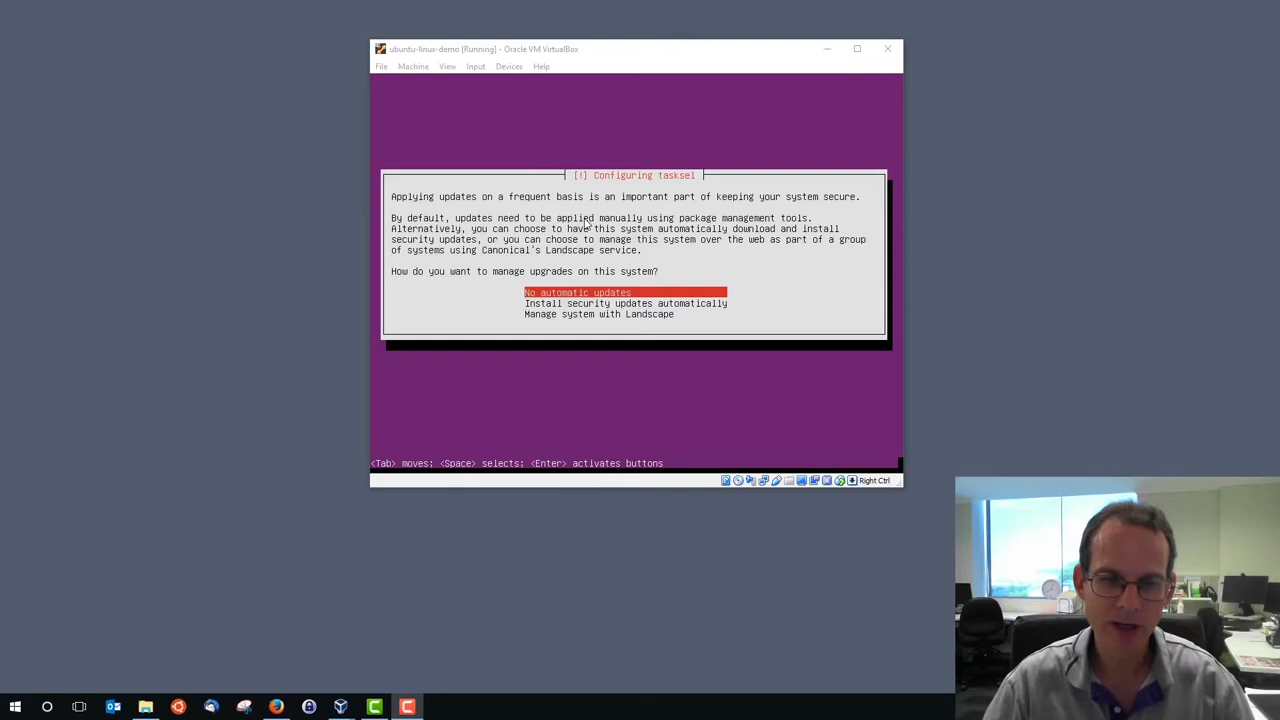 ubuntu-linux-demo [Running] - Oracle VM VirtualBox
File Machine View Input Devices Help
[!] Configuring tasksel
Applying updates on a frequent basis is an important part of keeping your system secure.
By default, updates need to be applied manually using package management tools.
Alternatively, you can choose to have this system automatically download and install
security updates, or you can choose to manage this system over the web as part of a group
of systems using Canonical's Landscape service.
How do you want to manage upgrades on this system?
No automatic updates
Install security updates automatically
Manage system with Landscape
<Tab> moves; <Space> selects; <Enter> activates buttons
Right Ctrl